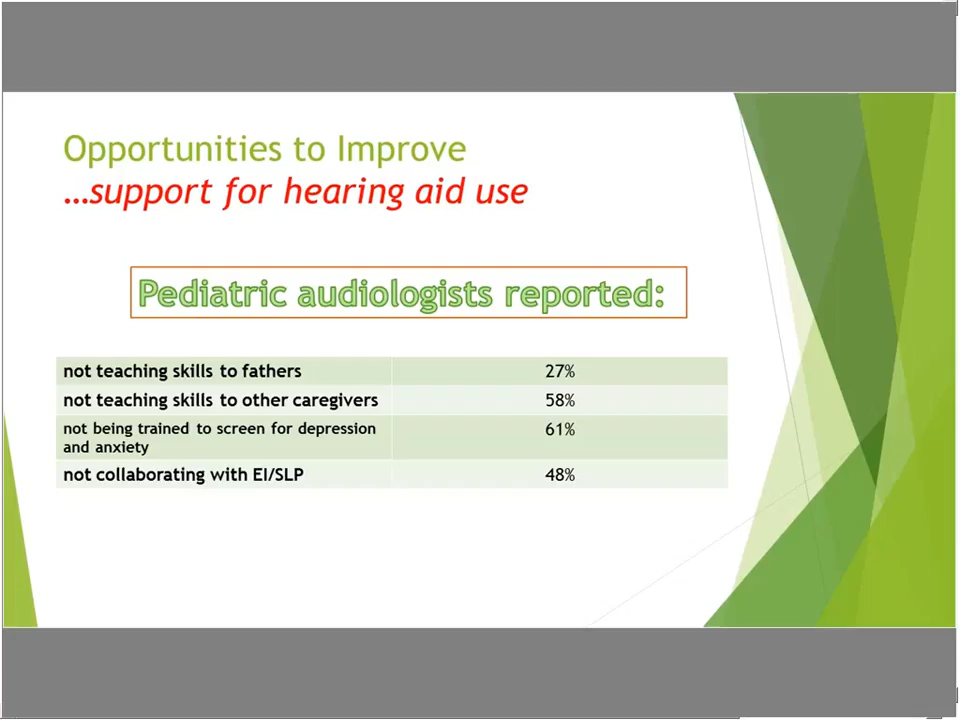 Opportunities to Improve
…support for hearing aid use
Pediatric audiologists reported:
not teaching skills to fathers 27%
not teaching skills to other caregivers 58%
not being trained to screen for depression 61%
and anxiety
not collaborating with EI/SLP 48%